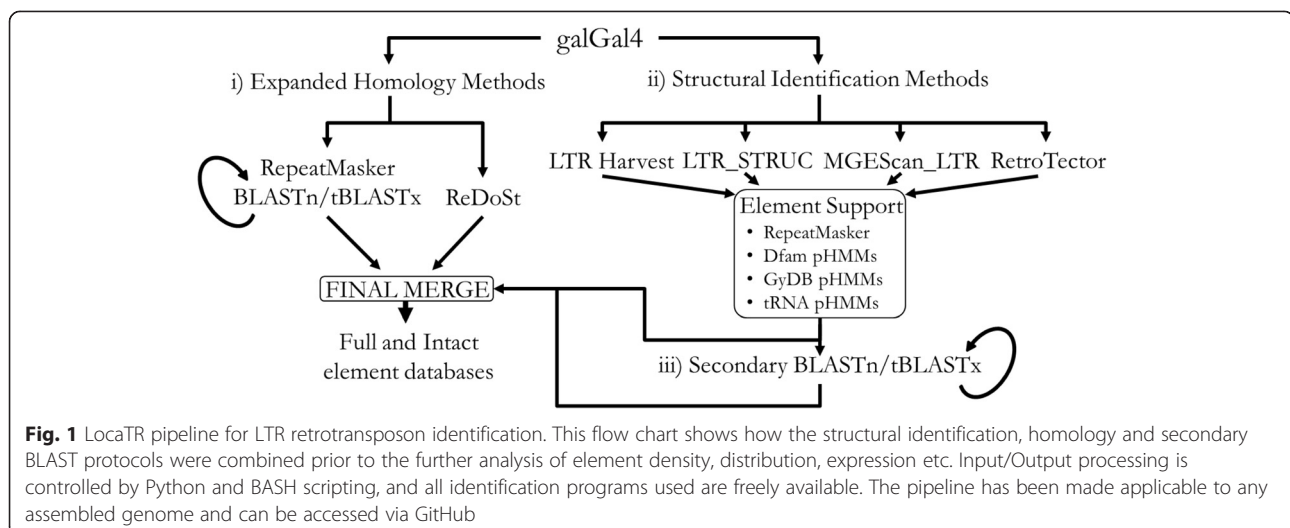 galGal4
i) Expanded Homology Methods
ii) Structural Identification Methods
RepeatMasker
BLASTn/tBLASTx
ReDoSt
LTR Harvest LTR_STRUC MGEScan_LTR RetroTector
Element Support
• RepeatMasker
• Dfam pHMMs
• GyDB pHMMs
• tRNA pHMMs
FINAL MERGE
Full and Intact
element databases
iii) Secondary BLASTn/tBLASTx
Fig. 1 LocaTR pipeline for LTR retrotransposon identification. This flow chart shows how the structural identification, homology and secondary
BLAST protocols were combined prior to the further analysis of element density, distribution, expression etc. Input/Output processing is
controlled by Python and BASH scripting, and all identification programs used are freely available. The pipeline has been made applicable to any
assembled genome and can be accessed via GitHub